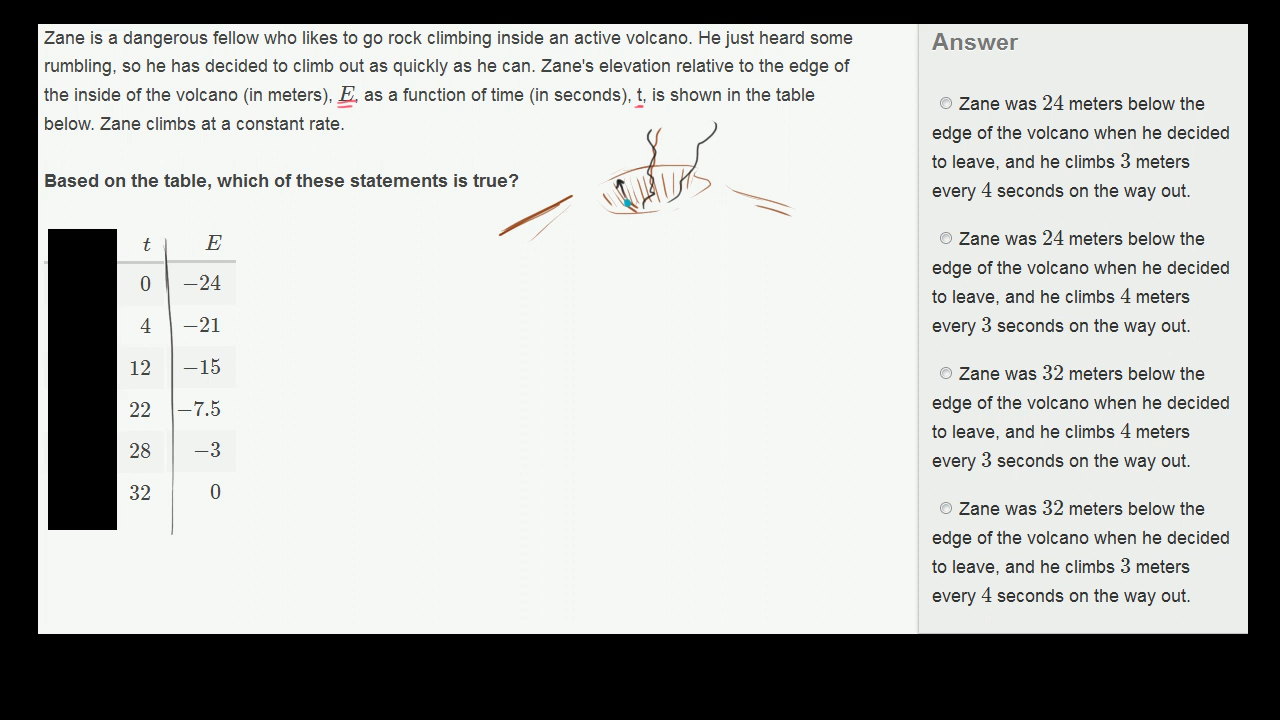 Zane is a dangerous fellow who likes to go rock climbing inside an active volcano. He just heard some
rumbling, so he has decided to climb out as quickly as he can. Zane's elevation relative to the edge of
the inside of the volcano (in meters), E, as a function of time (in seconds), t, is shown in the table
below. Zane climbs at a constant rate.
Based on the table, which of these statements is true?
t E
0 −24
4 −21
12 −15
22 −7.5
28 −3
32 0
Answer
Zane was 24 meters below the
edge of the volcano when he decided
to leave, and he climbs 3 meters
every 4 seconds on the way out.
Zane was 24 meters below the
edge of the volcano when he decided
to leave, and he climbs 4 meters
every 3 seconds on the way out.
Zane was 32 meters below the
edge of the volcano when he decided
to leave, and he climbs 4 meters
every 3 seconds on the way out.
Zane was 32 meters below the
edge of the volcano when he decided
to leave, and he climbs 3 meters
every 4 seconds on the way out.